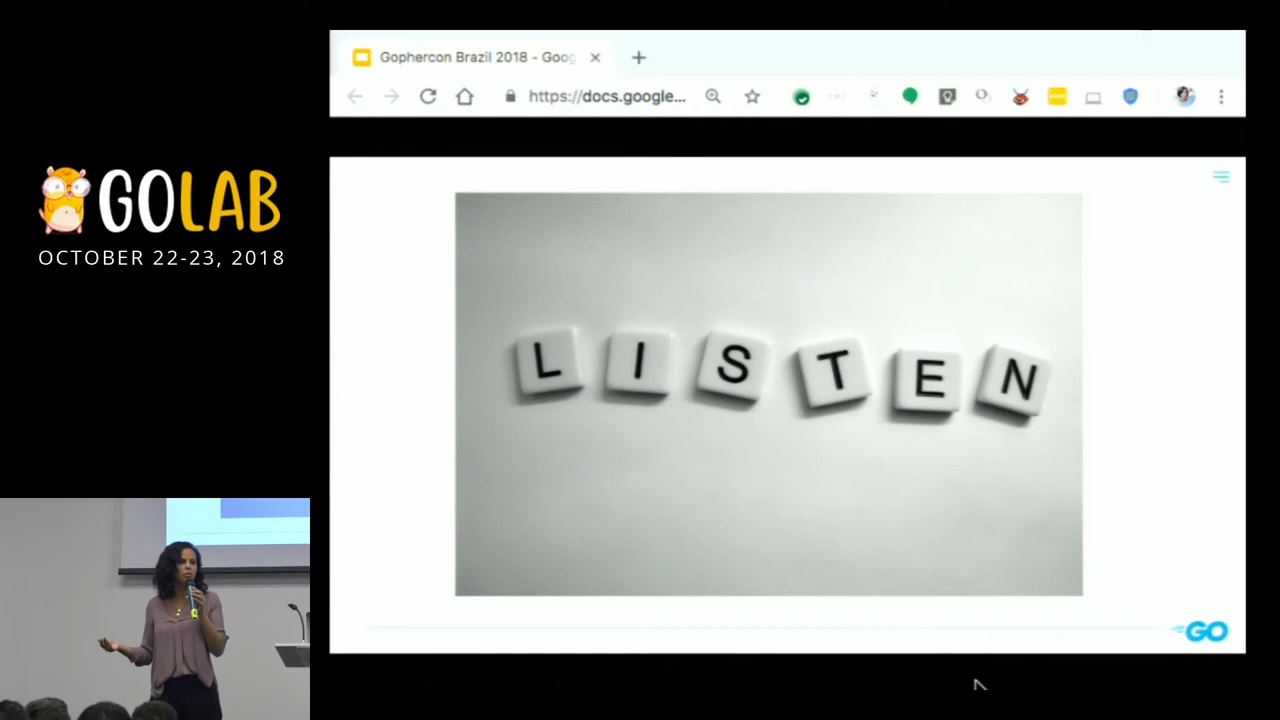 Gophercon Brazil 2018 - Goog
https://docs.google...
GOLAB
OCTOBER 22-23, 2018
LISTEN
GO